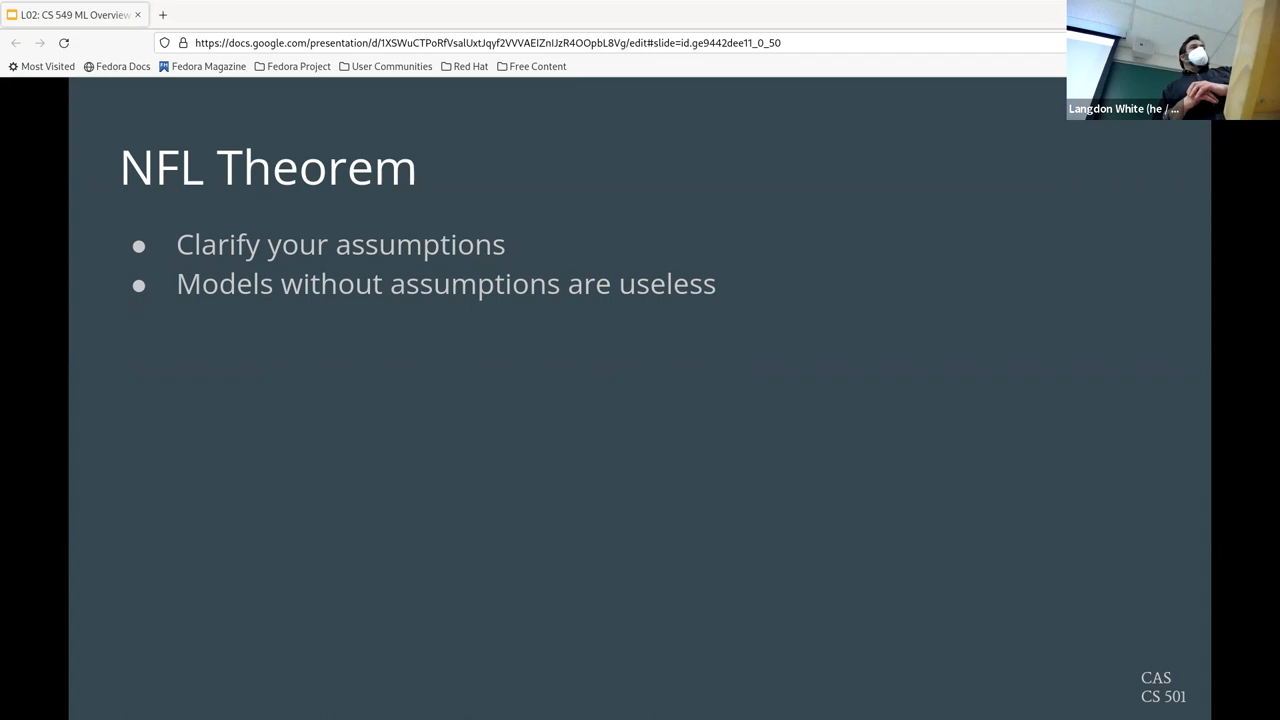 L02: CS 549 ML Overview
https://docs.google.com/presentation/d/1XSWuCTPoRfVsalUxtJqyf2VVVAEIZnIJzR4OOpbL8Vg/edit#slide=id.ge9442dee11_0_50
Most Visited Fedora Docs Fedora Magazine Fedora Project User Communities Red Hat Free Content
Langdon White (he / ...
NFL Theorem
● Clarify your assumptions
● Models without assumptions are useless
CAS
CS 501